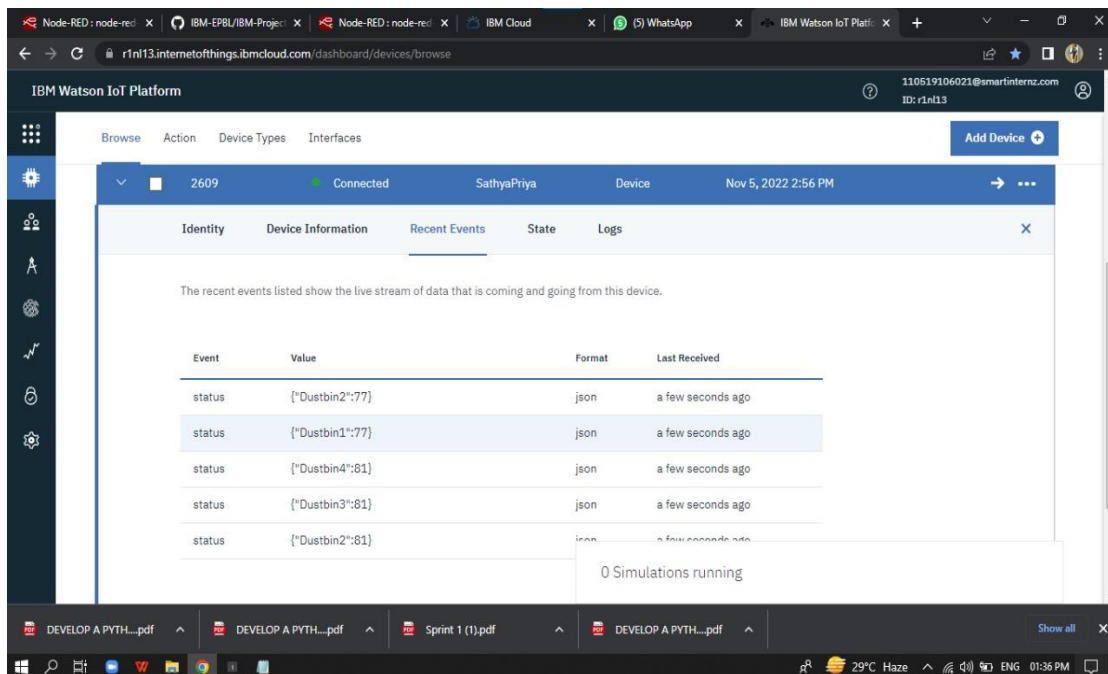 Node-RED : node-red
IBM-EPBL/IBM-Project
Node-RED : node-red
IBM Cloud
(5) WhatsApp
IBM Watson IoT Platfo
r1nl13.internetofthings.ibmcloud.com/dashboard/devices/browse
IBM Watson IoT Platform
110519106021@smartinternz.com
ID: r1nl13
Browse Action Device Types Interfaces
Add Device
2609 Connected SathyaPriya Device Nov 5, 2022 2:56 PM
Identity Device Information Recent Events State Logs
The recent events listed show the live stream of data that is coming and going from this device.
Event Value Format Last Received
status {"Dustbin2":77} json a few seconds ago
status {"Dustbin1":77} json a few seconds ago
status {"Dustbin4":81} json a few seconds ago
status {"Dustbin3":81} json a few seconds ago
status {"Dustbin2":81} json a few seconds ago
0 Simulations running
DEVELOP A PYTH....pdf DEVELOP A PYTH....pdf Sprint 1 (1).pdf DEVELOP A PYTH....pdf Show all
29°C Haze ENG 01:36 PM